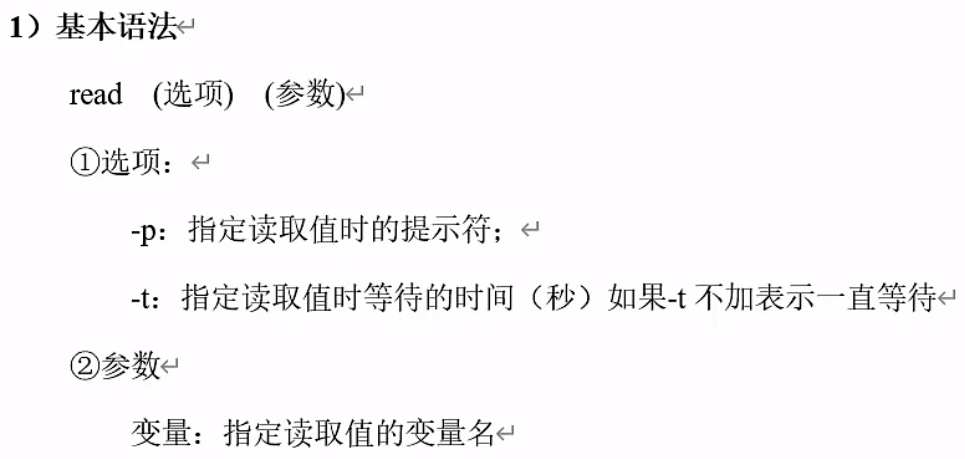 1）基本语法
read (选项) (参数)
①选项：
-p：指定读取值时的提示符；
-t：指定读取值时等待的时间（秒）如果-t 不加表示一直等待
②参数
变量：指定读取值的变量名